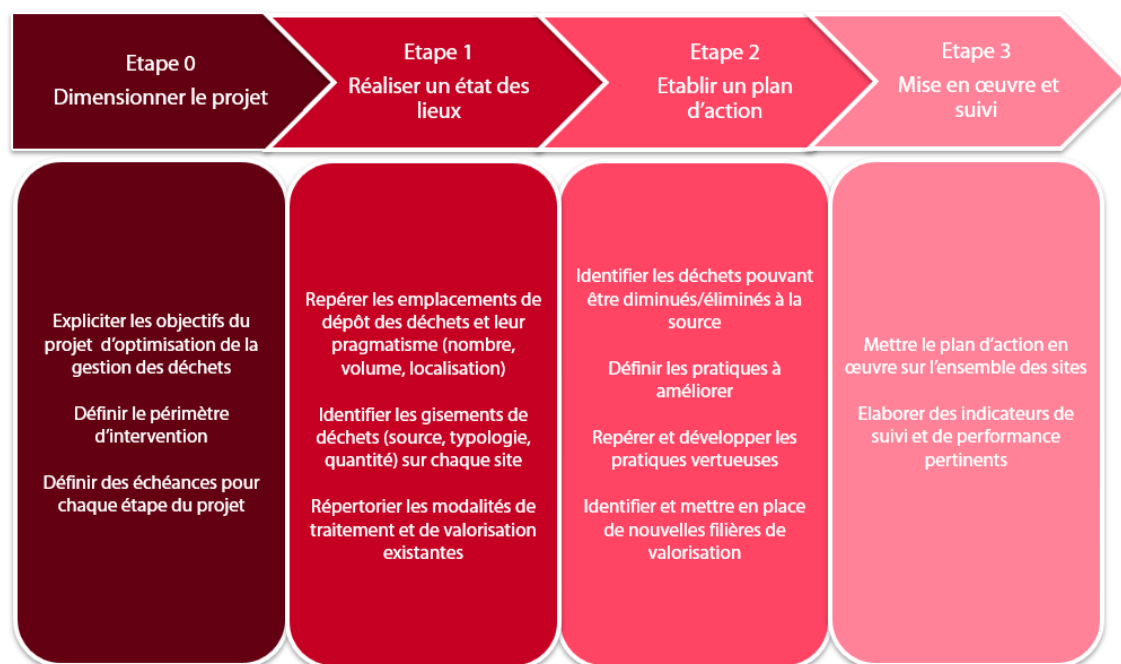 Etape 0
Dimensionner le projet
Etape 1
Réaliser un état des
lieux
Etape 2
Etablir un plan
d'action
Etape 3
Mise en œuvre et
suivi
Expliciter les objectifs du
projet d'optimisation de la
gestion des déchets
Définir le périmètre
d'intervention
Définir des échéances pour
chaque étape du projet
Repérer les emplacements de
dépôt des déchets et leur
pragmatisme (nombre,
volume, localisation)
Identifier les gisements de
déchets (source, typologie,
quantité) sur chaque site
Répertorier les modalités de
traitement et de valorisation
existantes
Identifier les déchets pouvant
être diminués/éliminés à la
source
Définir les pratiques à
améliorer
Repérer et développer les
pratiques vertueuses
Identifier et mettre en place
de nouvelles filières de
valorisation
Mettre le plan d'action en
œuvre sur l'ensemble des sites
Elaborer des indicateurs de
suivi et de performance
pertinents